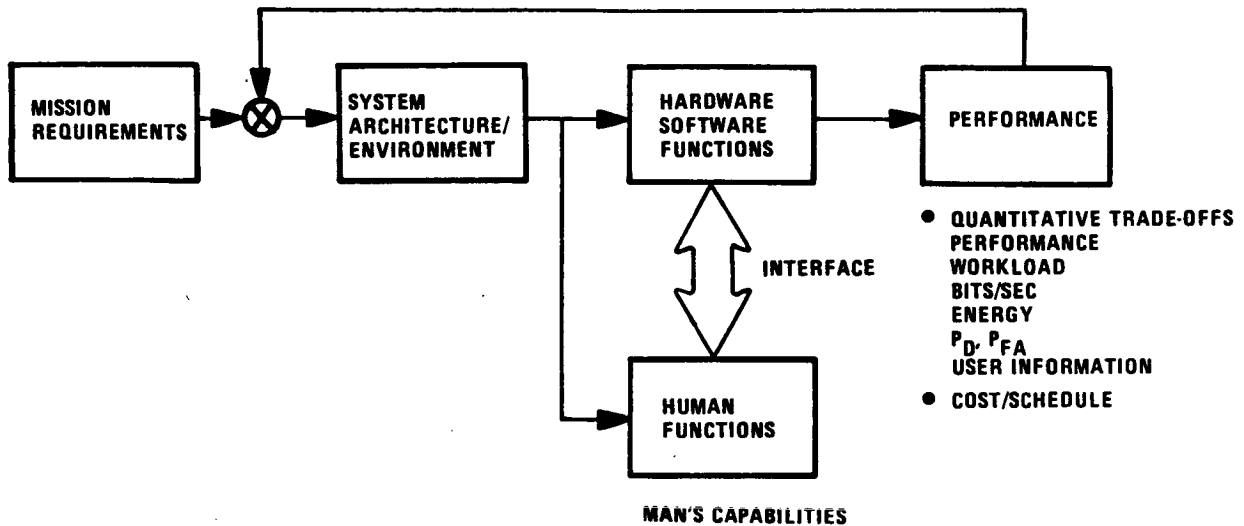 MISSION
REQUIREMENTS
SYSTEM
ARCHITECTURE/
ENVIRONMENT
HARDWARE
SOFTWARE
FUNCTIONS
PERFORMANCE
INTERFACE
HUMAN
FUNCTIONS
MAN'S CAPABILITIES
● QUANTITATIVE TRADE-OFFS
PERFORMANCE
WORKLOAD
BITS/SEC
ENERGY
PD, PFA
USER INFORMATION
● COST/SCHEDULE